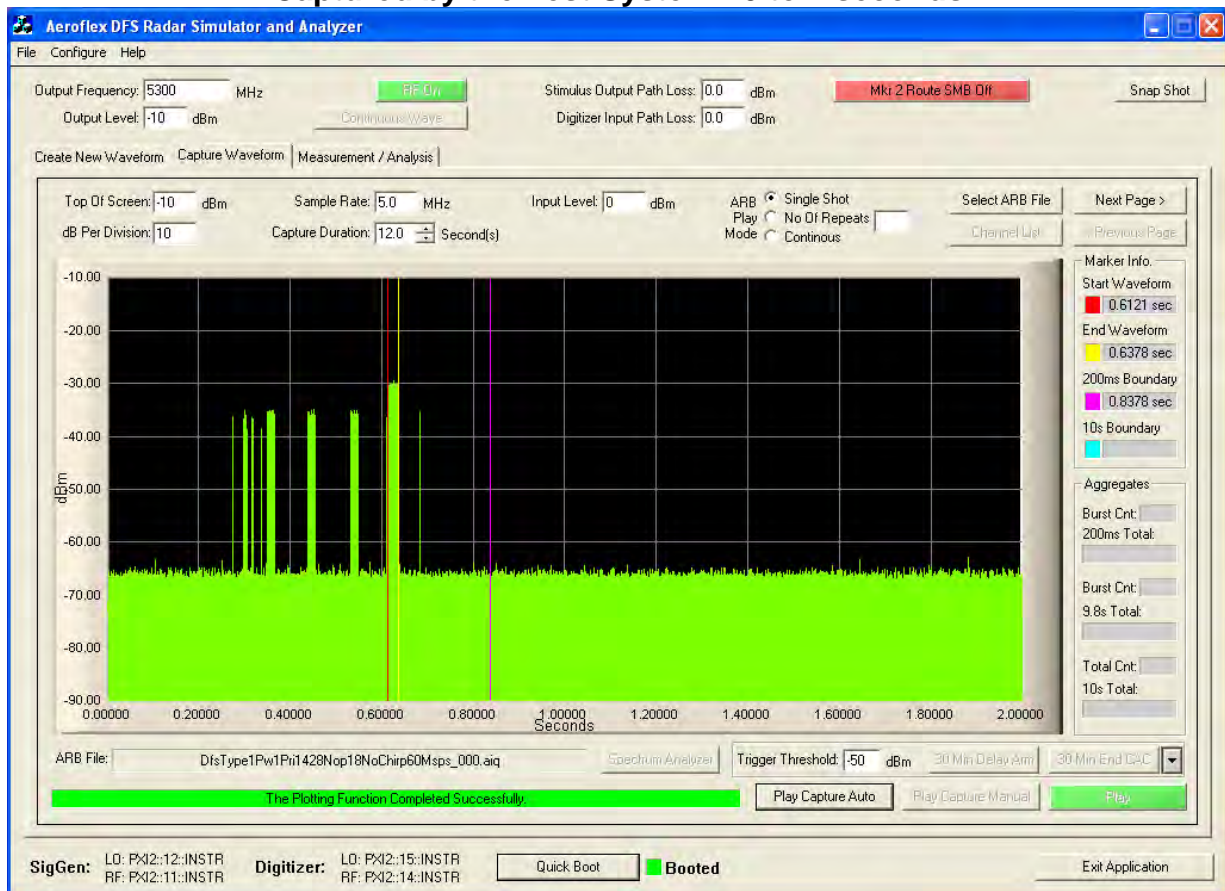 Aeroflex DFS Radar Simulator and Analyzer
File Configure Help
Output Frequency: 5300 MHz
RF On
Stimulus Output Path Loss: 0.0 dBm
Mkr 2 Route SMB Off
Snap Shot
Output Level: -10 dBm
Continuous Wave
Digitizer Input Path Loss: 0.0 dBm
Create New Waveform Capture Waveform Measurement / Analysis
Top Of Screen: -10 dBm
Sample Rate: 5.0 MHz
Input Level: 0 dBm
ARB Play Mode
Single Shot
No Of Repeats
Continous
Select ARB File
Next Page >
dB Per Division: 10
Capture Duration: 12.0 Second(s)
Channel List
< Previous Page
Marker Info.
Start Waveform
0.6121 sec
End Waveform
0.6378 sec
200ms Boundary
0.8378 sec
10s Boundary
Aggregates
Burst Cnt:
200ms Total:
Burst Cnt:
9.8s Total:
Total Cnt:
10s Total:
-10.00
-20.00
-30.00
-40.00
-50.00
-60.00
-70.00
-80.00
-90.00
dBm
0.00000 0.20000 0.40000 0.60000 0.80000 1.00000 1.20000 1.40000 1.60000 1.80000 2.00000
Seconds
ARB File: DfsType1Pw1Pri1428Nop18NoChirp60Msps_000.aiq
Spectrum Analyzer
Trigger Threshold: -50 dBm
30 Min Delay Arm
30 Min End CAC
The Plotting Function Completed Successfully.
Play Capture Auto
Play Capture Manual
Play
SigGen: LO: PXI2::12::INSTR
RF: PXI2::11::INSTR
Digitizer: LO: PXI2::15::INSTR
RF: PXI2::14::INSTR
Quick Boot
Booted
Exit Application